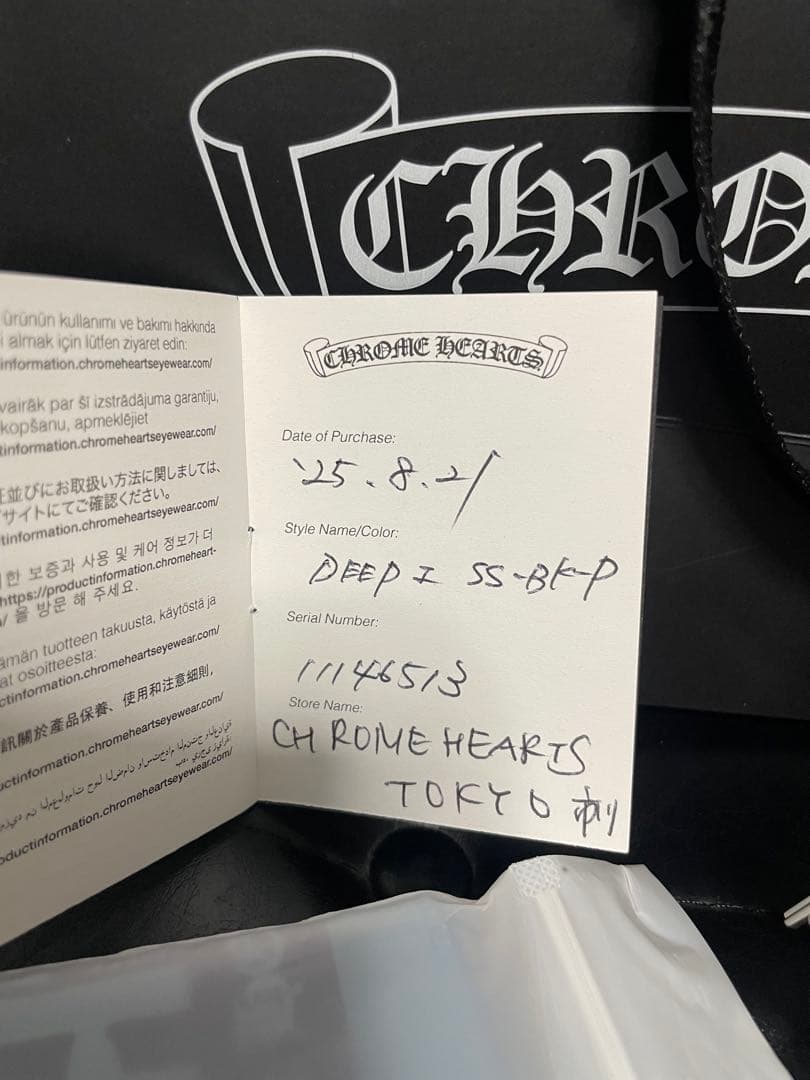 CHRO
ürünün kullanımı ve bakımı hakkında
i almak için lütfen ziyaret edin:
information.chromeheartseyewear.com/
vairāk par šī izstrādājuma garantiju,
kopšanu, apmeklējiet
tinformation.chromeheartseyewear.com/
証並びにお取扱い方法に関しましては、
サイトにてご確認ください。
tinformation.chromeheartseyewear.com/
한 보증과 사용 및 케어 정보가 더
https://productinformation.chromeheart-
/ 을 방문 해 주세요.
ämän tuotteen takuusta, käytöstä ja
at osoitteesta:
ctinformation.chromeheartseyewear.com/
訊關於產品保養、使用和注意細則,
uctinformation.chromeheartseyewear.com/
oductinformation.chromeheartseyewear.com/
CHROME HEARTS
Date of Purchase:
'25.8.21
Style Name/Color:
DEEP I SS-BK-P
Serial Number:
11146513
Store Name:
CHROME HEARTS
TOKYO